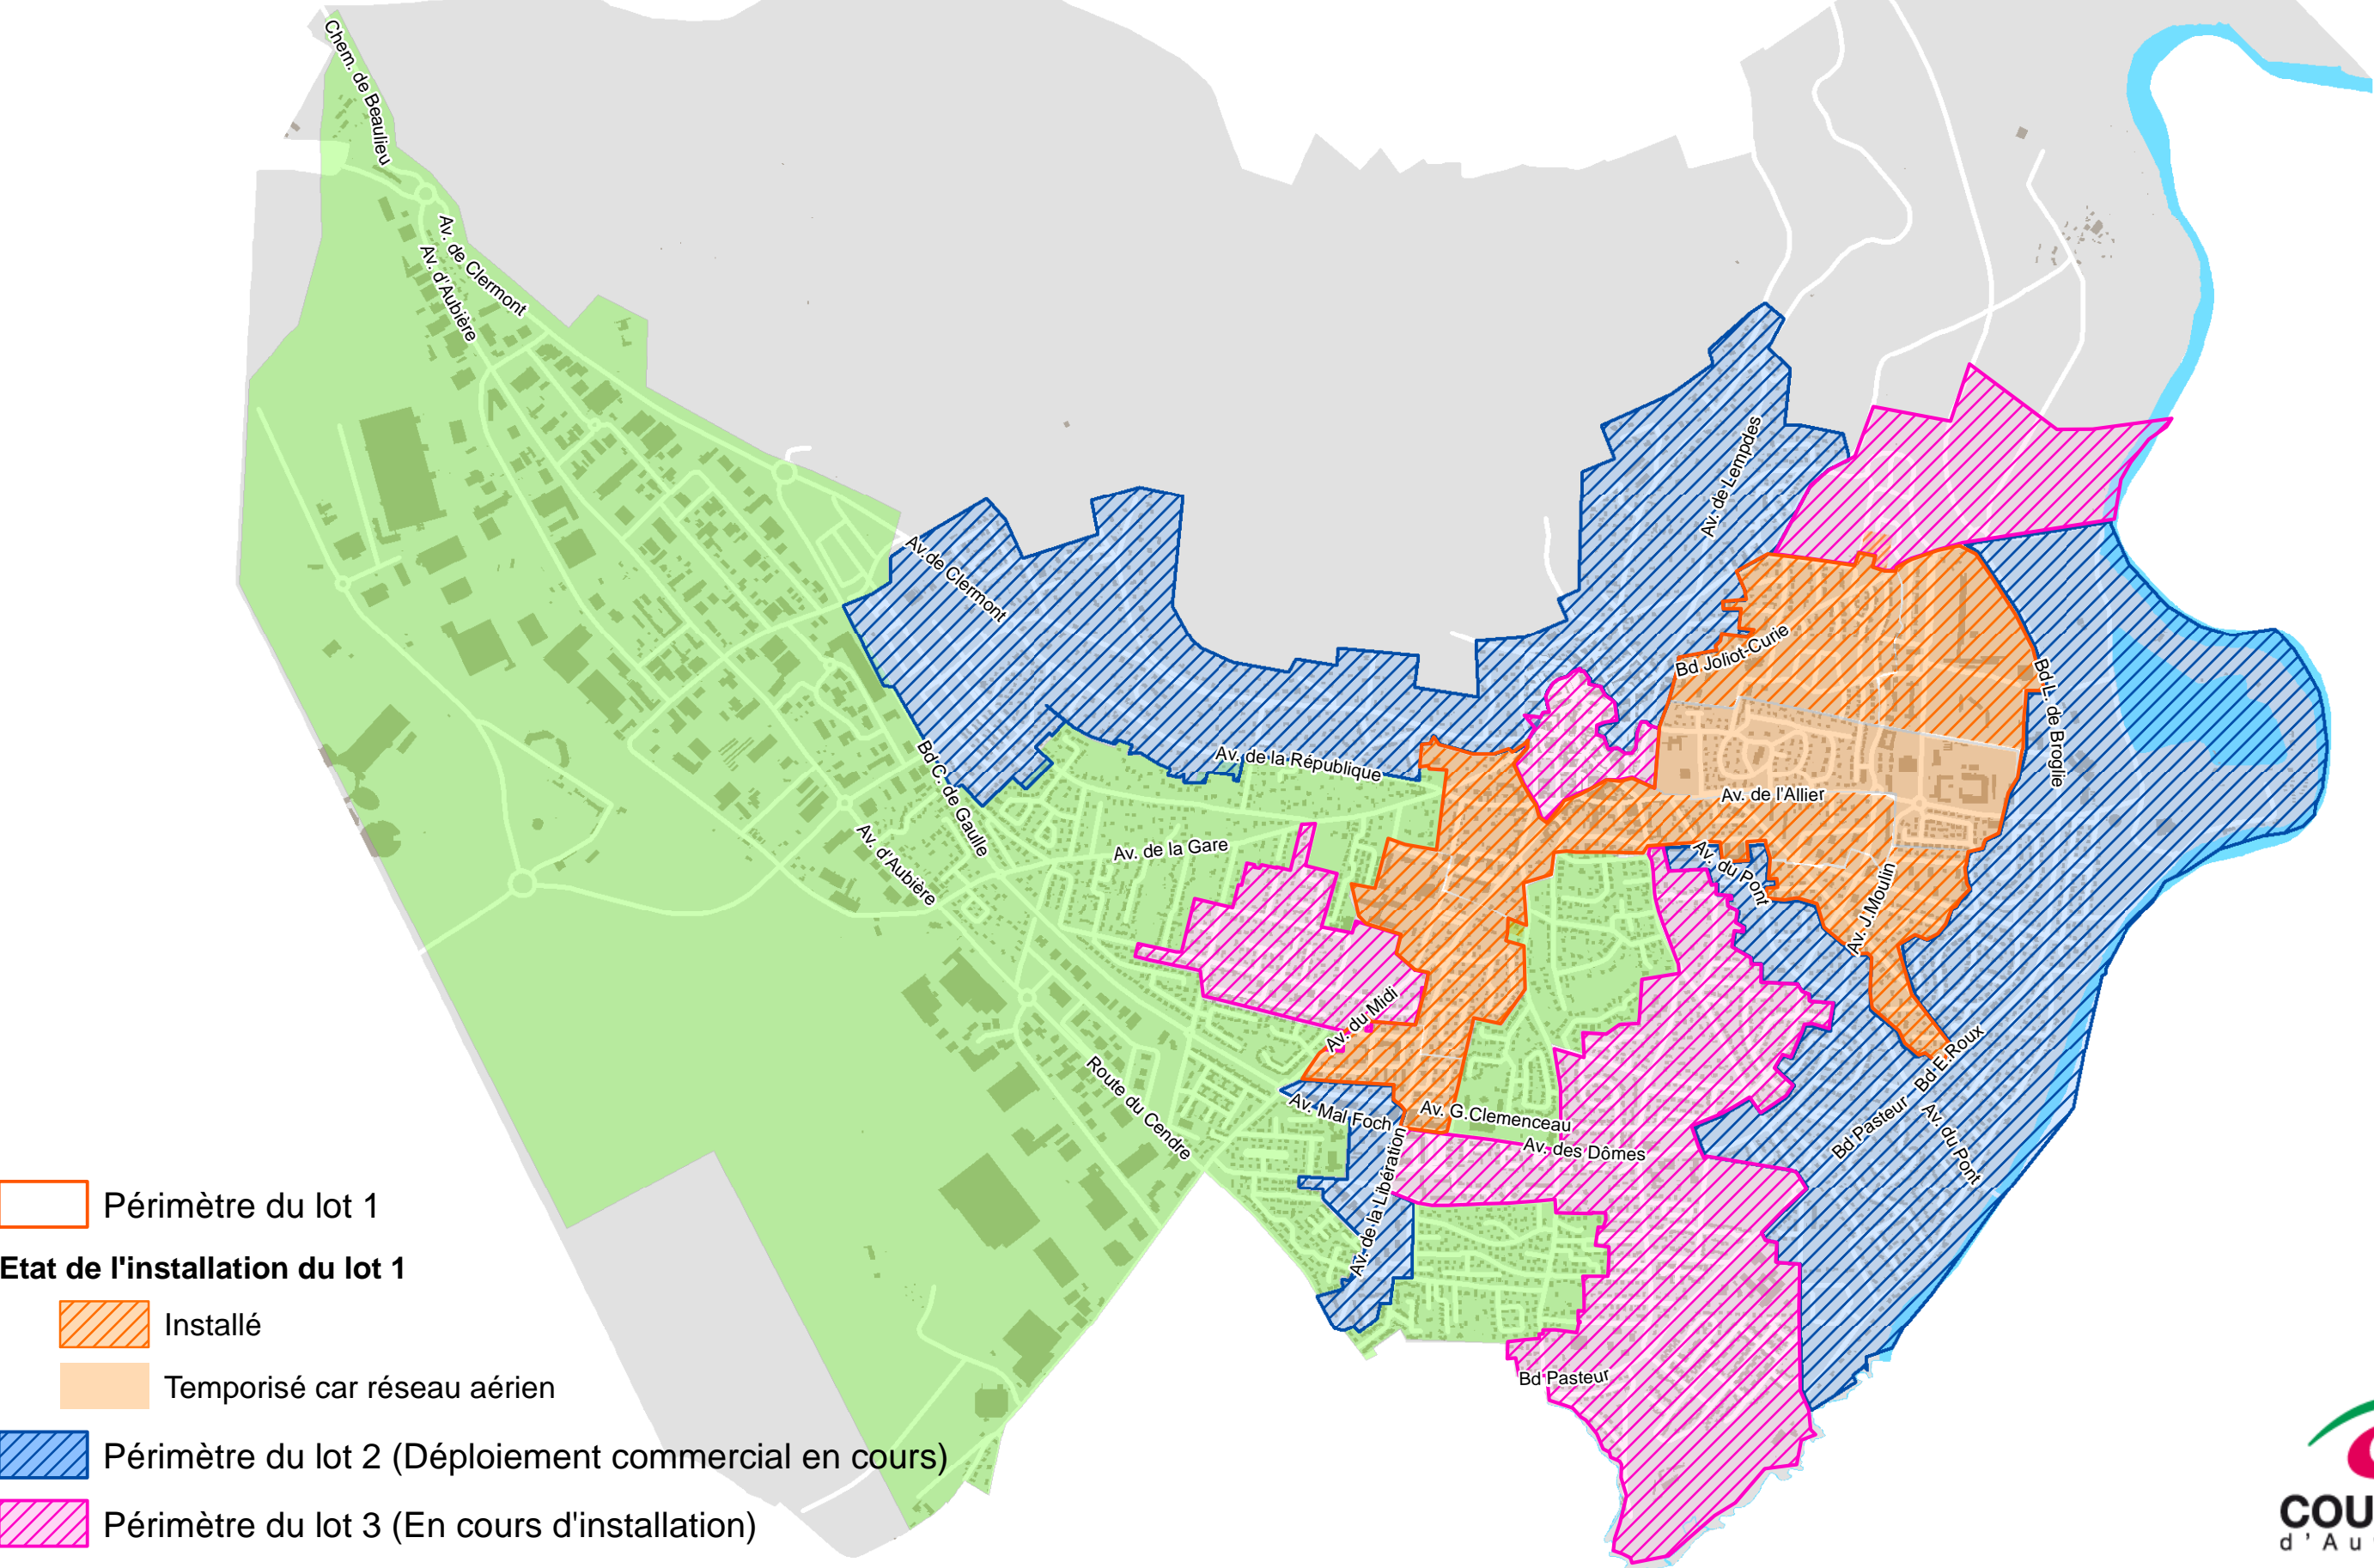 Chem. de Beaulieu
Av. de Clermont
Av. d'Aubière
Av. de Lempdes
Av. de Clermont
Bd Joliot-Curie
Bd L. de Broglie
Av. de la République
Bd C. de Gaulle
Av. de l'Allier
Av. de la Gare
Av. d'Aubière
Av. du Pont
Av. J.Moulin
Av. du Midi
Route du Cendre
Av. Mal Foch
Av. G.Clemenceau
Av. des Dômes
Bd E.Roux
Bd Pasteur
Av. du Pont
Av. de la Libération
Bd Pasteur
Périmètre du lot 1
Etat de l'installation du lot 1
Installé
Temporisé car réseau aérien
Périmètre du lot 2 (Déploiement commercial en cours)
Périmètre du lot 3 (En cours d'installation)
COU
d'Au